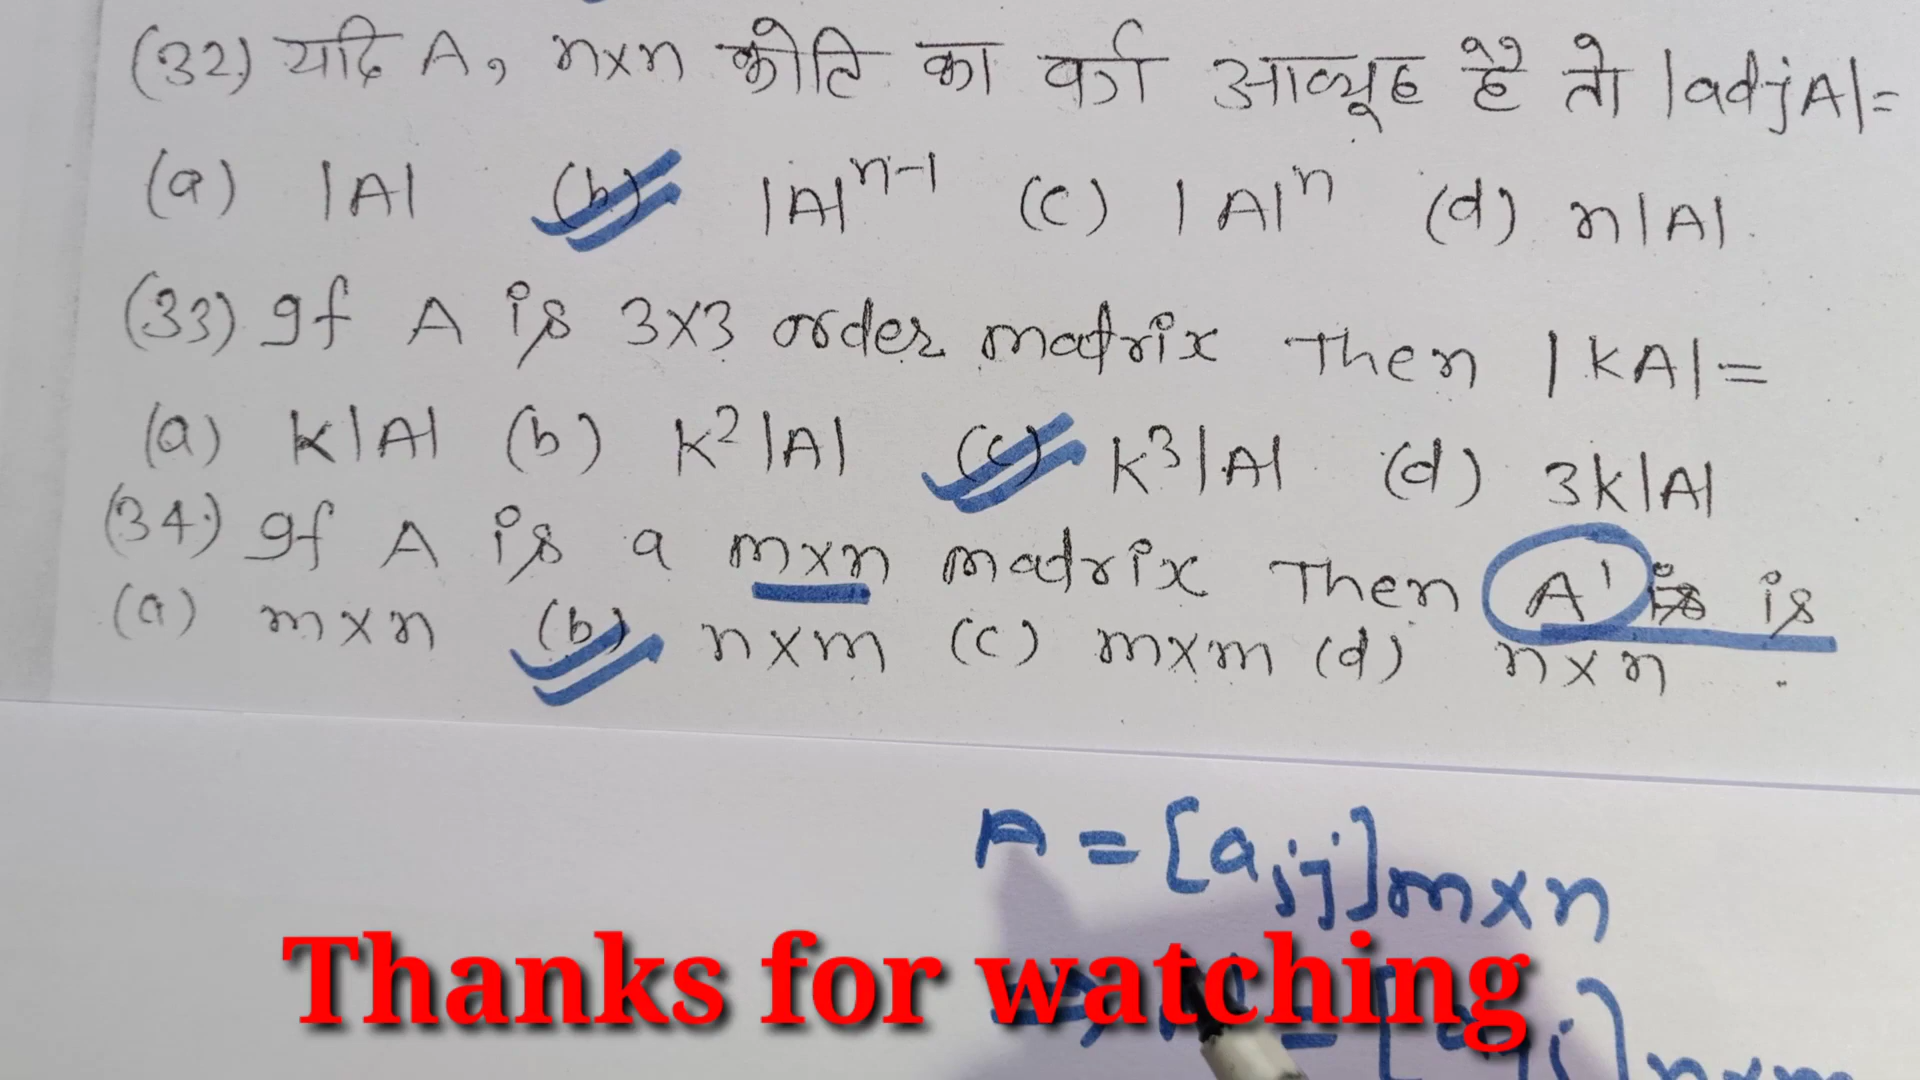 (32) यदि A, n×n कोटि का वर्ग आव्यूह है तो |adjA|=
(a) |A| (b) |A|ⁿ⁻¹ (c) |A|ⁿ (d) n|A|
(33) If A is 3×3 order matrix Then |KA|=
(a) K|A| (b) K²|A| (c) K³|A| (d) 3K|A|
(34.) If A is a m×n matrix Then A' is
(a) m×n (b) n×m (c) m×m (d) n×n
A = [aij]m×n
Thanks for watching